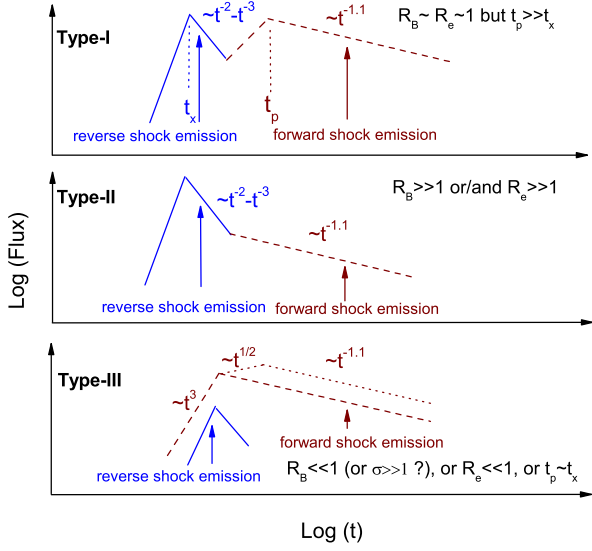 ~t⁻²-t⁻³
~t⁻¹·¹
R_B~ R_e~1 but t_p>>t_x
Type-I
t_x
t_p
reverse shock emission
forward shock emission
Type-II
~t⁻²-t⁻³
R_B>>1 or/and R_e>>1
~t⁻¹·¹
reverse shock emission
forward shock emission
Log (Flux)
Type-III
~t¹ᐟ²
~t⁻¹·¹
~t³
forward shock emission
reverse shock emission
R_B<<1 (or σ>>1 ?), or R_e<<1, or t_p~t_x
Log (t)